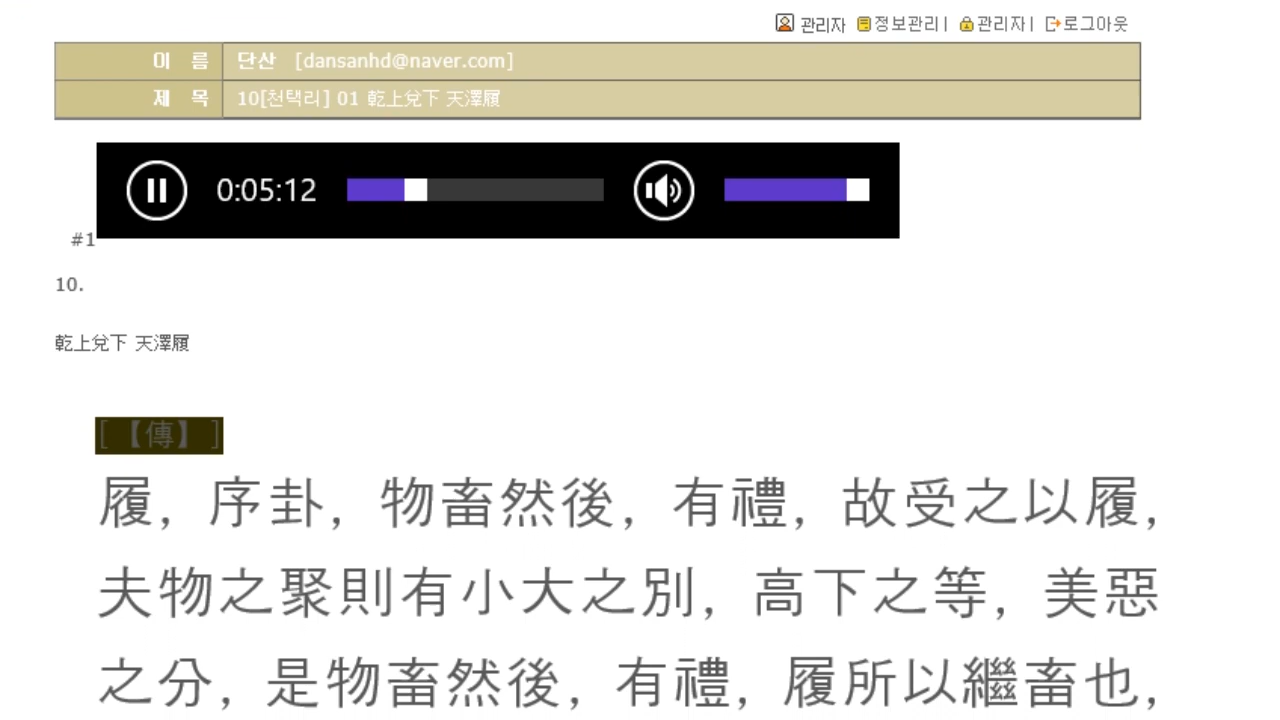 관리자 정보관리 | 관리자 | 로그아웃
이 름 단산 [dansanhd@naver.com]
제 목 10[천택리] 01 乾上兌下 天澤履
0:05:12
#1
10.
乾上兌下 天澤履
[ 【傳】 ]
履, 序卦, 物畜然後, 有禮, 故受之以履,
夫物之聚則有小大之別, 高下之等, 美惡
之分, 是物畜然後, 有禮, 履所以繼畜也,